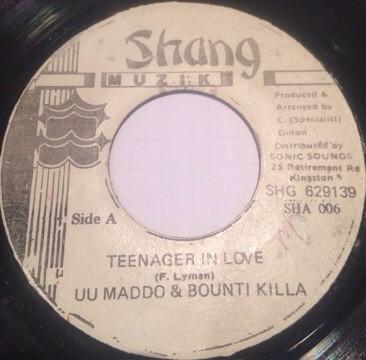 Shang
MUZIK
Produced &
Arranged by
C. (Specialist)
Dillon
Distributed by
SONIC SOUNDS
25 Retirement Rd
Kingston 5
SHG 629139
SHA 006
Side A
TEENAGER IN LOVE
(F. Lyman)
UU MADDO & BOUNTI KILLA